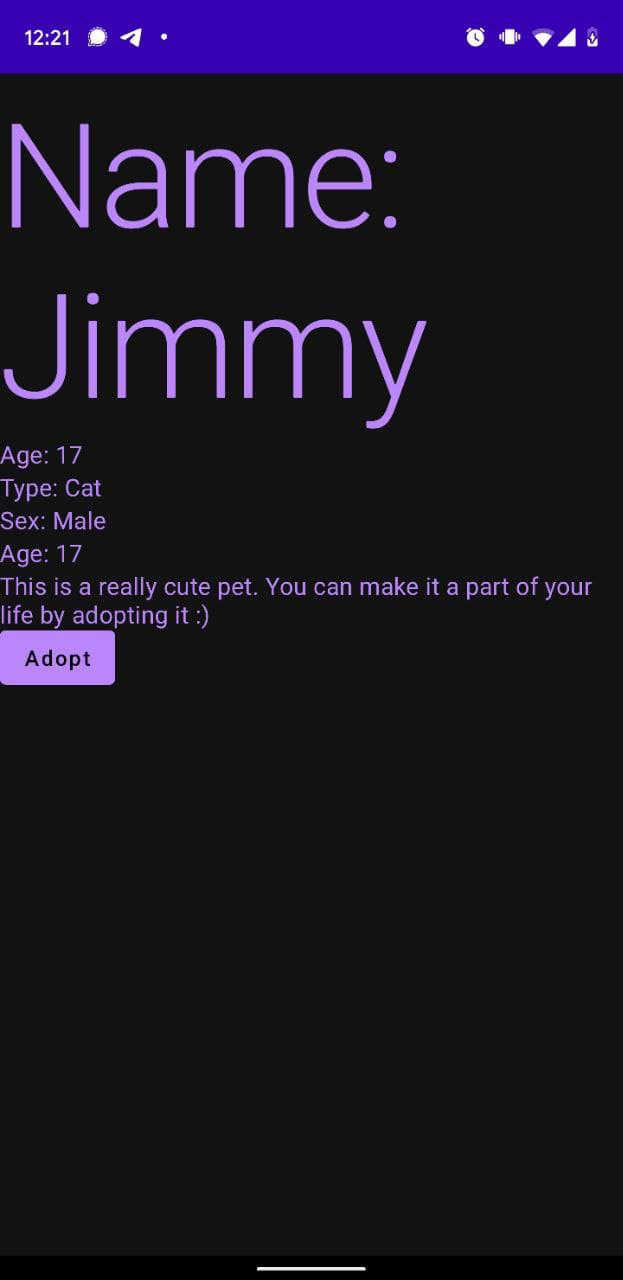 12:21
Name:
Jimmy
Age: 17
Type: Cat
Sex: Male
Age: 17
This is a really cute pet. You can make it a part of your
life by adopting it :)
Adopt